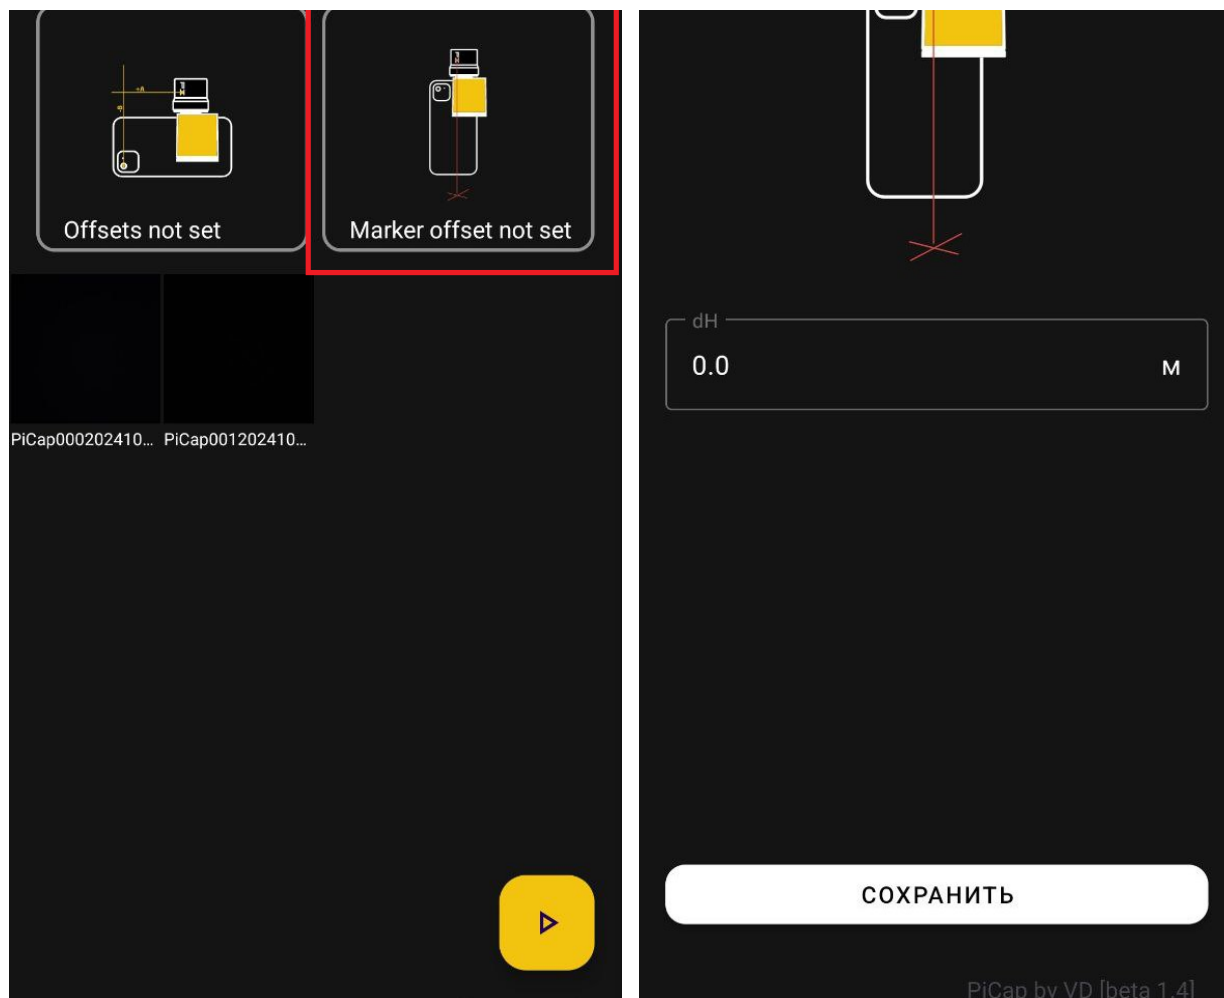 Offsets not set
Marker offset not set
PiCap000202410...
PiCap001202410...
dH
0.0
м
СОХРАНИТЬ
PiCap by VD [beta 1.4]